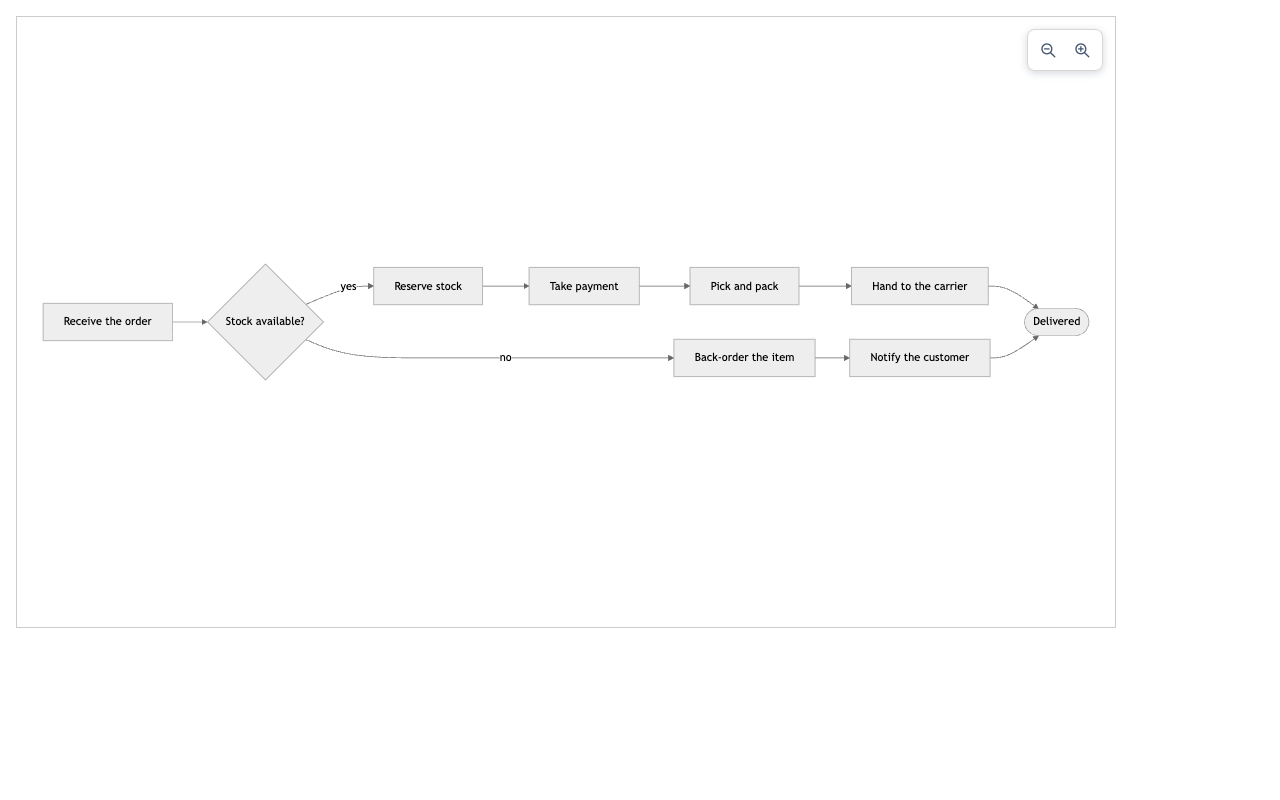 Receive the order
Stock available?
yes
Reserve stock
Take payment
Pick and pack
Hand to the carrier
Delivered
no
Back-order the item
Notify the customer